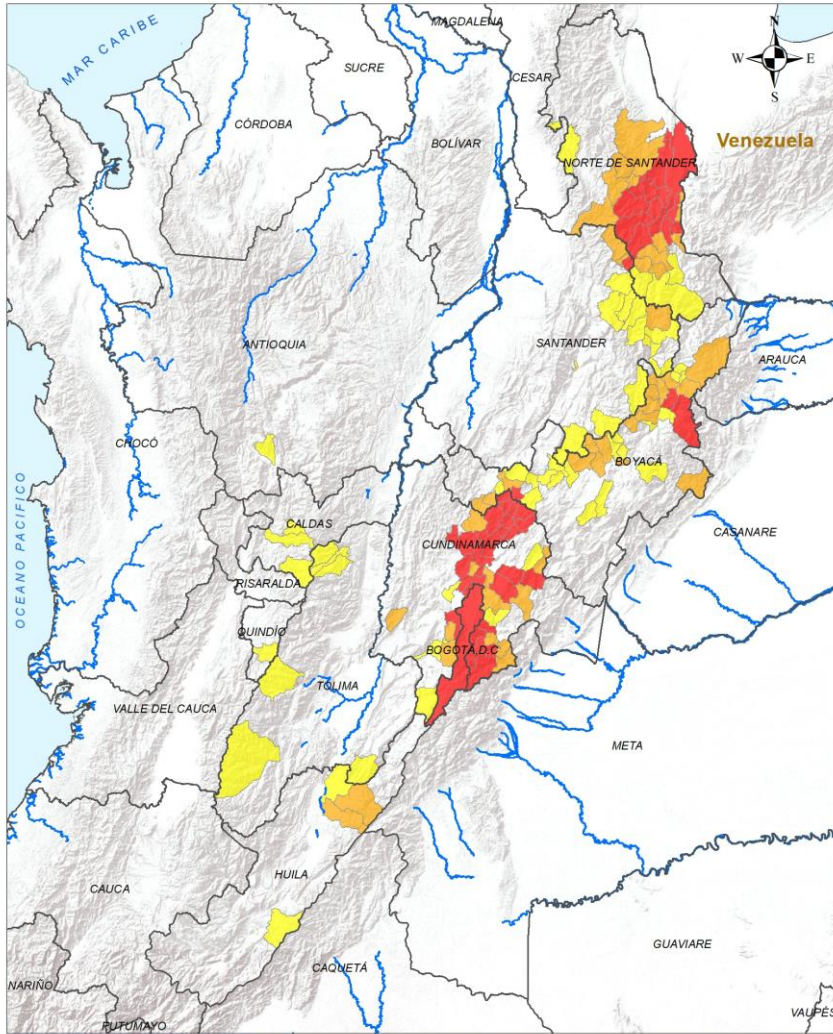 MAGDALENA
MAR CARIBE
SUCRE
CESAR
N
W E
S
CÓRDOBA
BOLÍVAR
Venezuela
NORTE DE SANTANDER
ANTIOQUIA
SANTANDER
ARAUCA
CHOCÓ
BOYACÁ
OCEANO PACIFICO
CALDAS
CUNDINAMARCA
CASANARE
RISARALDA
QUINDÍO
BOGOTÁ,D.C
TOLIMA
VALLE DEL CAUCA
META
HUILA
CAUCA
GUAVIARE
CAQUETÁ
NARIÑO
PUTUMAYO
VAUPÉS